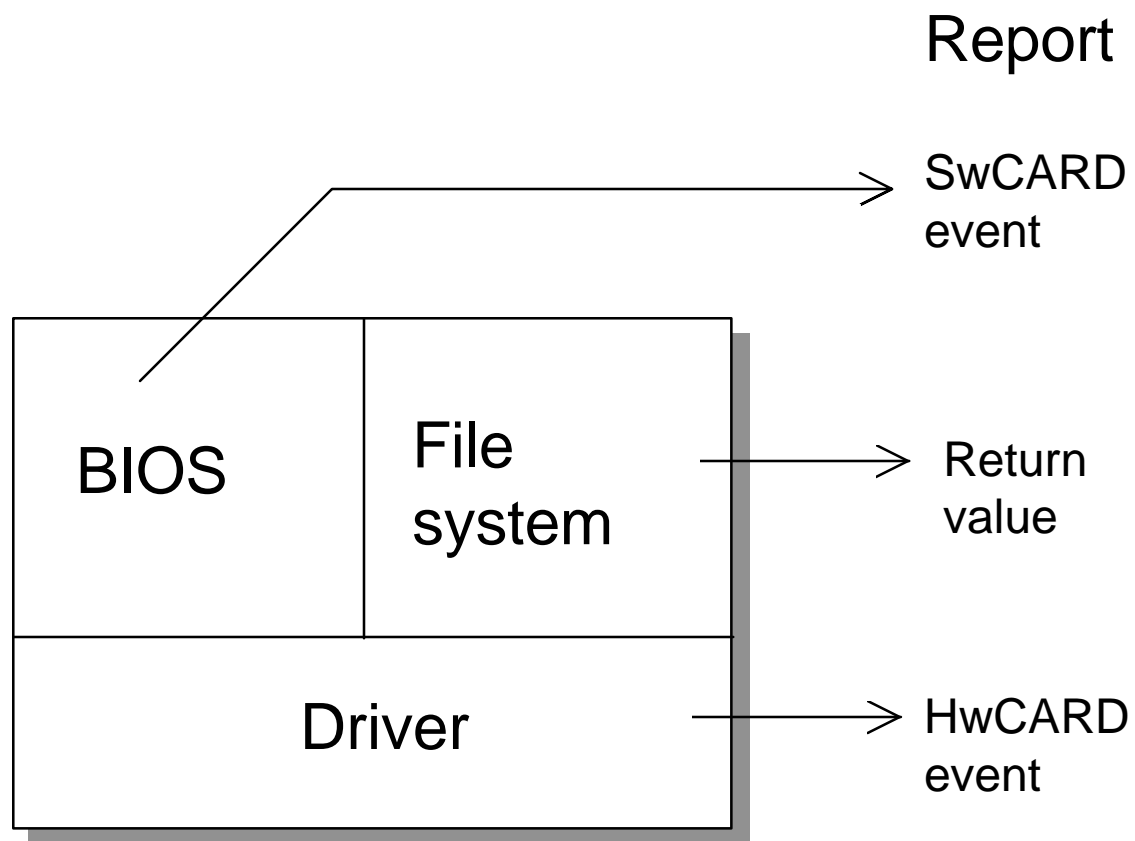 Report
SwCARD
event
BIOS
File
system
Return
value
Driver
HwCARD
event